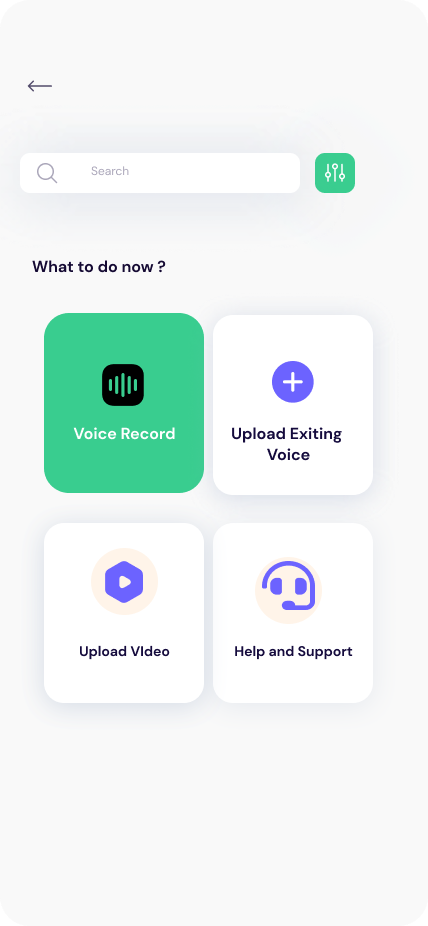 Search
What to do now ?
Voice Record
Upload Exiting
Voice
Upload VIdeo
Help and Support